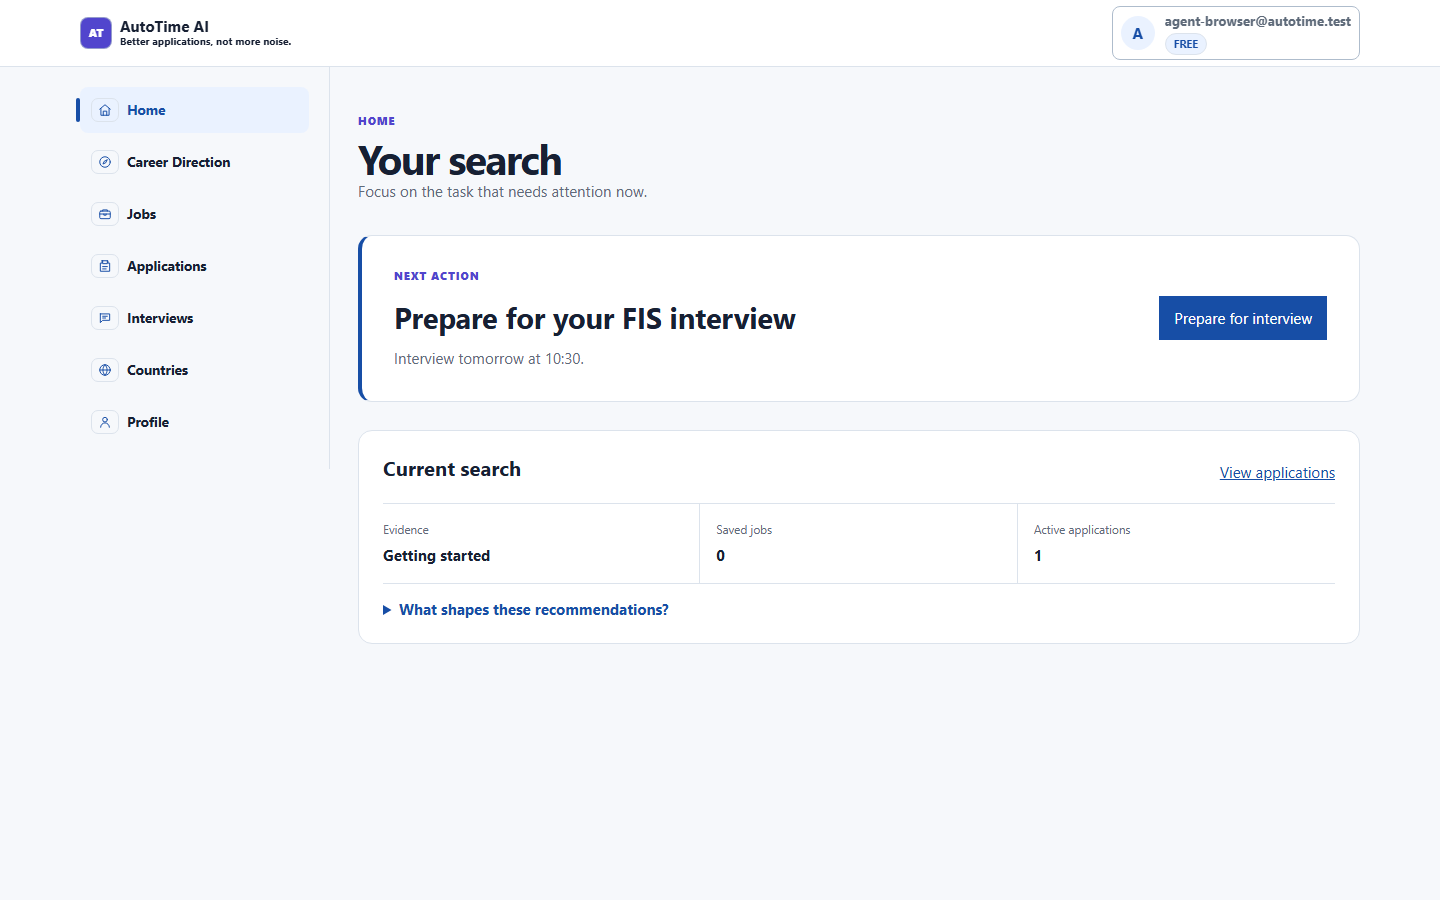 AT
AutoTime AI
Better applications, not more noise.
A
agent-browser@autotime.test
FREE
Home
Career Direction
Jobs
Applications
Interviews
Countries
Profile
HOME
Your search
Focus on the task that needs attention now.
NEXT ACTION
Prepare for your FIS interview
Interview tomorrow at 10:30.
Prepare for interview
Current search
View applications
Evidence
Getting started
Saved jobs
0
Active applications
1
What shapes these recommendations?